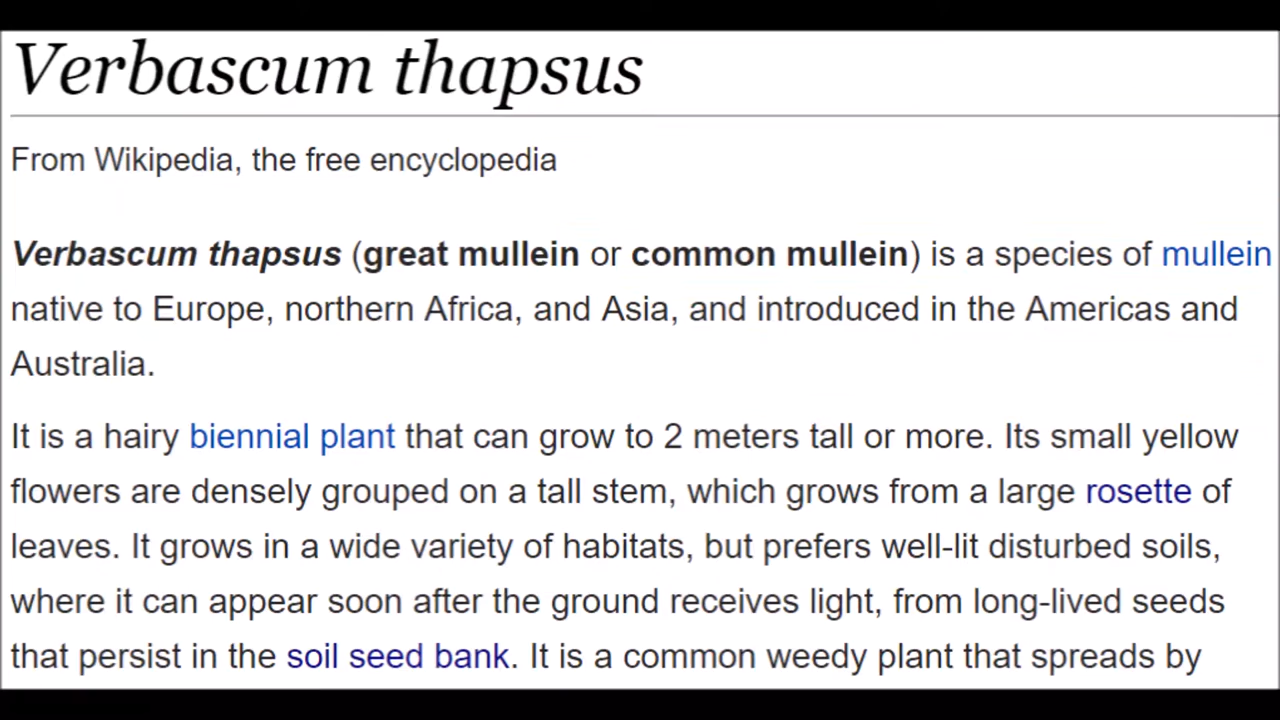 Verbascum thapsus
From Wikipedia, the free encyclopedia
Verbascum thapsus (great mullein or common mullein) is a species of mullein
native to Europe, northern Africa, and Asia, and introduced in the Americas and
Australia.
It is a hairy biennial plant that can grow to 2 meters tall or more. Its small yellow
flowers are densely grouped on a tall stem, which grows from a large rosette of
leaves. It grows in a wide variety of habitats, but prefers well-lit disturbed soils,
where it can appear soon after the ground receives light, from long-lived seeds
that persist in the soil seed bank. It is a common weedy plant that spreads by